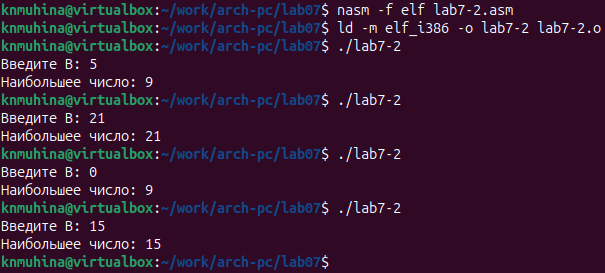 knmuhina@virtualbox:~/work/arch-pc/lab07$ nasm -f elf lab7-2.asm
knmuhina@virtualbox:~/work/arch-pc/lab07$ ld -m elf_i386 -o lab7-2 lab7-2.o
knmuhina@virtualbox:~/work/arch-pc/lab07$ ./lab7-2
Введите B: 5
Наибольшее число: 9
knmuhina@virtualbox:~/work/arch-pc/lab07$ ./lab7-2
Введите B: 21
Наибольшее число: 21
knmuhina@virtualbox:~/work/arch-pc/lab07$ ./lab7-2
Введите B: 0
Наибольшее число: 9
knmuhina@virtualbox:~/work/arch-pc/lab07$ ./lab7-2
Введите B: 15
Наибольшее число: 15
knmuhina@virtualbox:~/work/arch-pc/lab07$